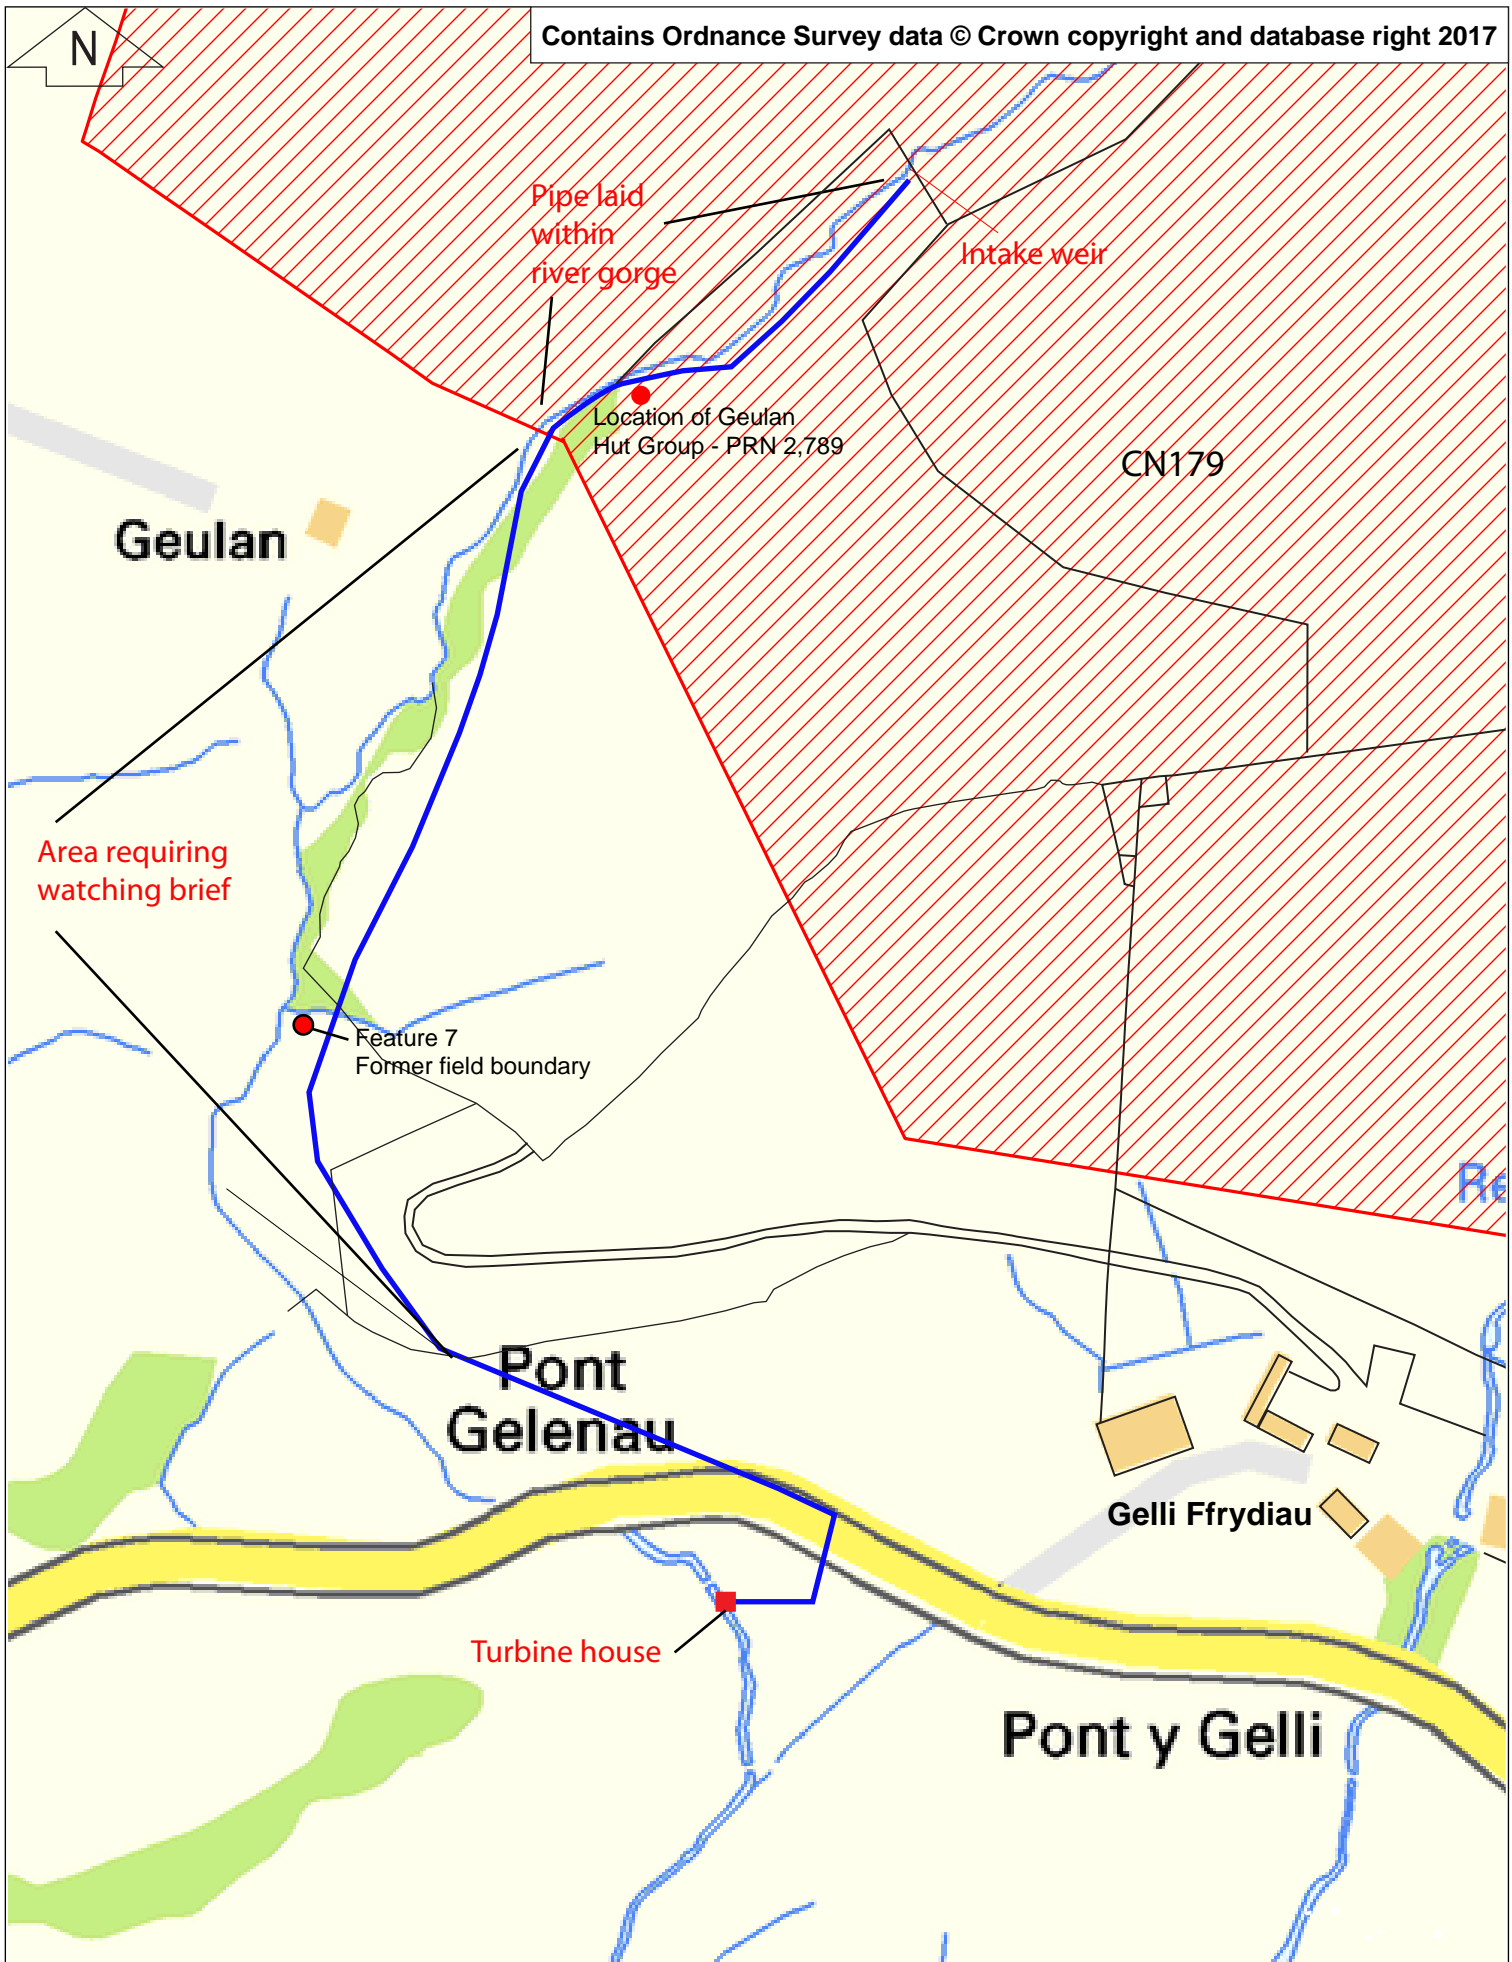 N
Contains Ordnance Survey data © Crown copyright and database right 2017
Pipe laid
within
river gorge
Intake weir
Location of Geulan
Hut Group - PRN 2,789
CN179
Geulan
Area requiring
watching brief
Feature 7
Former field boundary
Re
Pont
Gelenau
Gelli Ffrydiau
Turbine house
Pont y Gelli